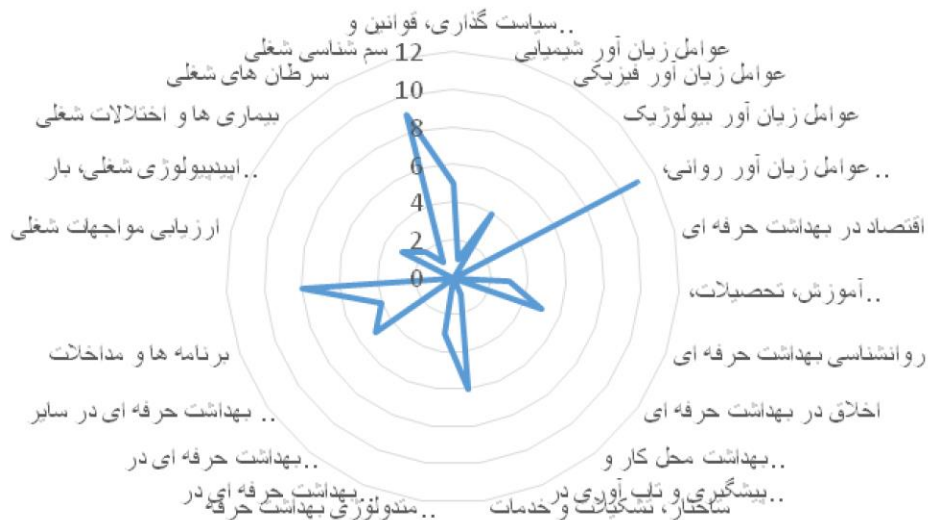 سیاست گذاری، قوانین و..
عوامل زیان آور شیمیایی
عوامل زیان آور فیزیکی
عوامل زیان آور بیولوژیک
عوامل زیان آور روانی،..
اقتصاد در بهداشت حرفه ای
آموزش، تحصیلات،..
روانشناسی بهداشت حرفه ای
اخلاق در بهداشت حرفه ای
بهداشت محل کار و..
پیشگیری و تاب آوری در..
ساختار، تشکیلات و خدمات
متدولوژی بهداشت حرفه..
بهداشت حرفه ای در..
بهداشت حرفه ای در..
بهداشت حرفه ای در سایر..
برنامه ها و مداخلات
ارزیابی مواجهات شغلی
اپیدمیولوژی شغلی، بار..
بیماری ها و اختلالات شغلی
سرطان های شغلی
سم شناسی شغلی
12
10
8
6
4
2
0